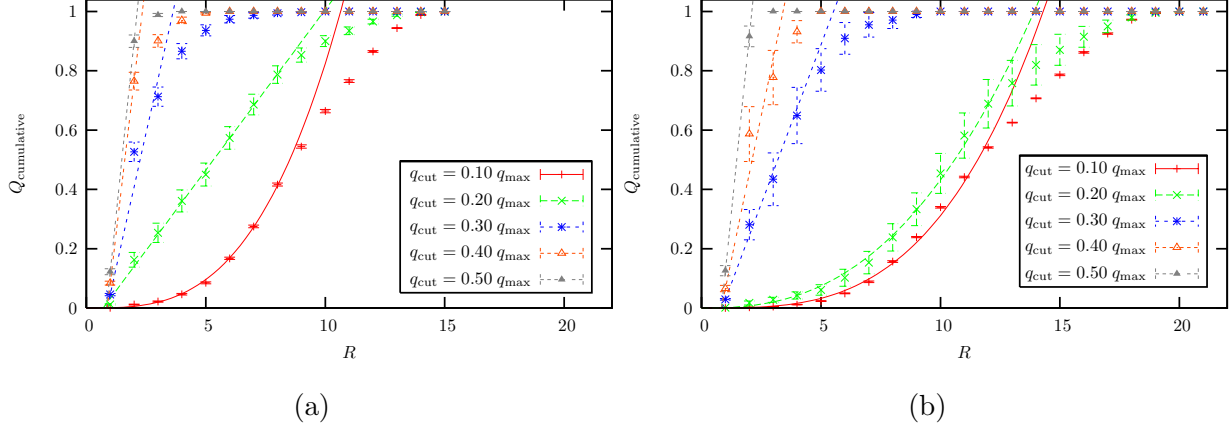 1
0.8
0.6
0.4
0.2
0
Q_cumulative
0 5 10 15 20
R
q_cut = 0.10 q_max
q_cut = 0.20 q_max
q_cut = 0.30 q_max
q_cut = 0.40 q_max
q_cut = 0.50 q_max
(a)
1
0.8
0.6
0.4
0.2
0
Q_cumulative
0 5 10 15 20
R
q_cut = 0.10 q_max
q_cut = 0.20 q_max
q_cut = 0.30 q_max
q_cut = 0.40 q_max
q_cut = 0.50 q_max
(b)